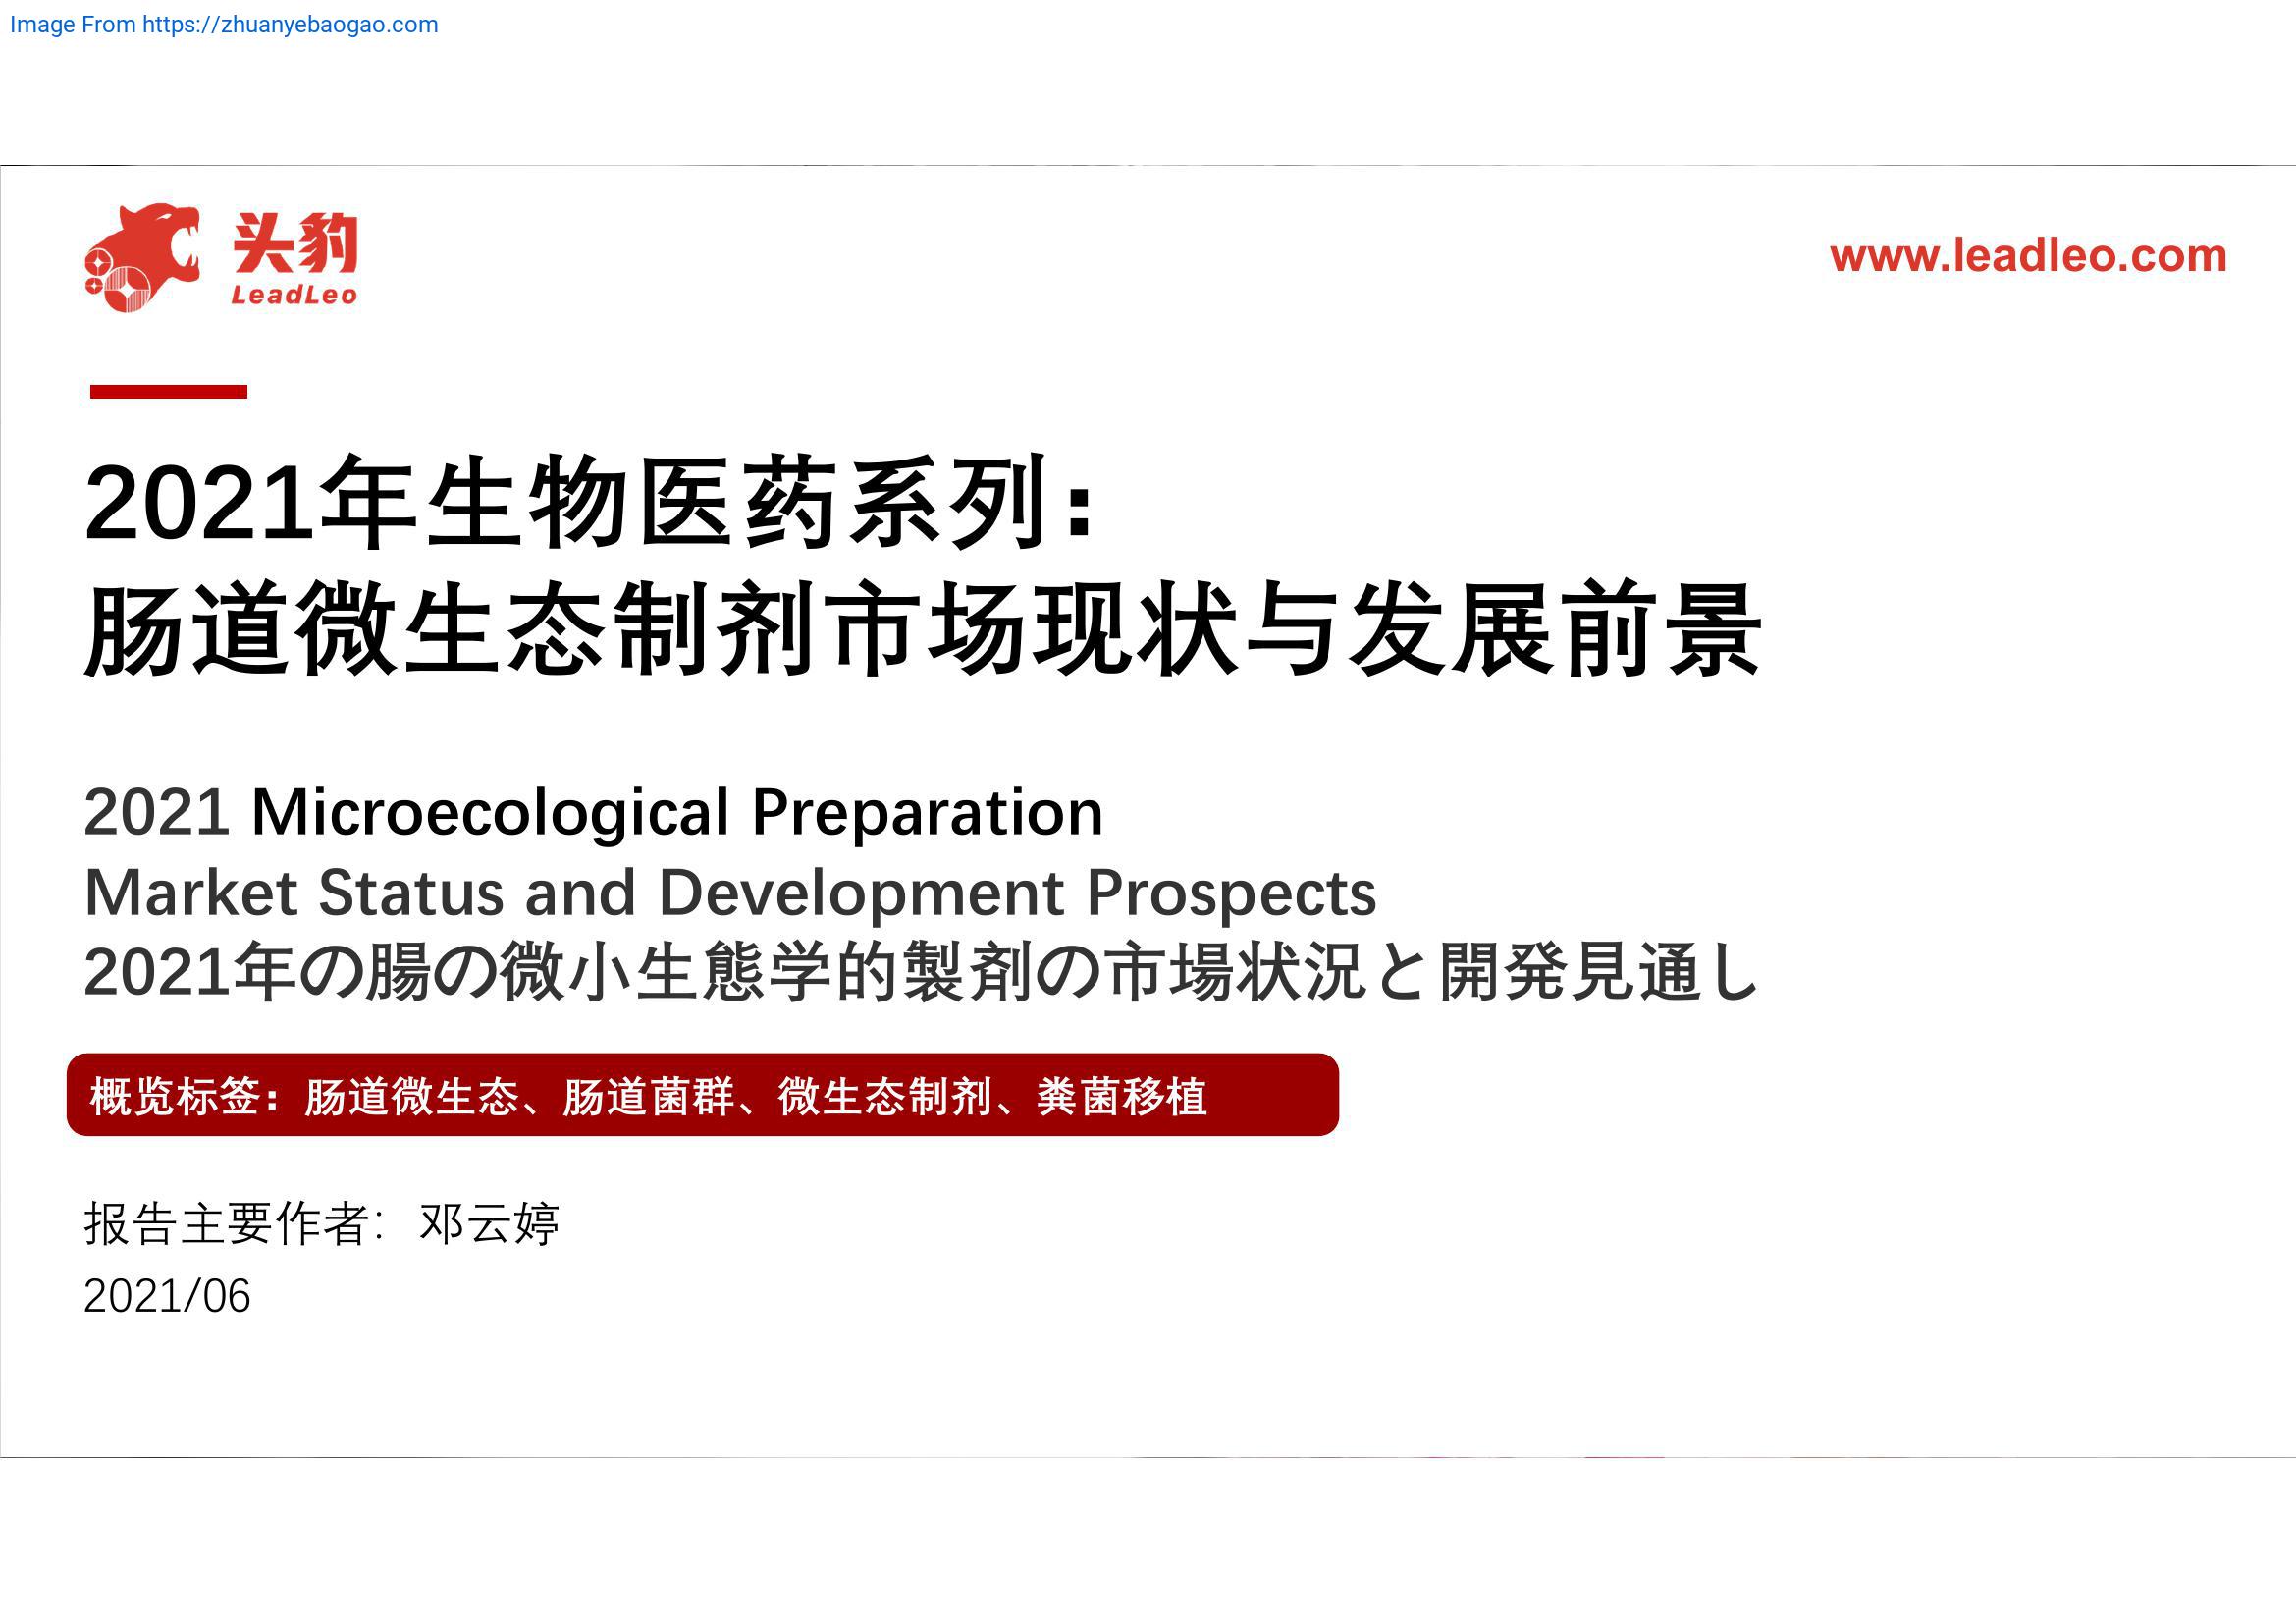 Image From https://zhuanyebaogao.com
头豹
LeadLeo
www.leadleo.com
2021年生物医药系列：
肠道微生态制剂市场现状与发展前景
2021 Microecological Preparation
Market Status and Development Prospects
2021年の腸の微小生態学的製剤の市場状況と開発見通し
概览标签：肠道微生态、肠道菌群、微生态制剂、粪菌移植
报告主要作者： 邓云婷
2021/06